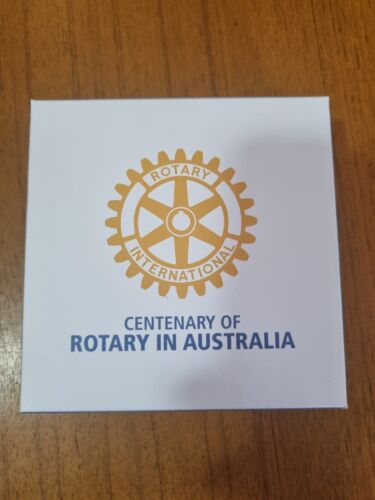 ROTARY
INTERNATIONAL
CENTENARY OF
ROTARY IN AUSTRALIA